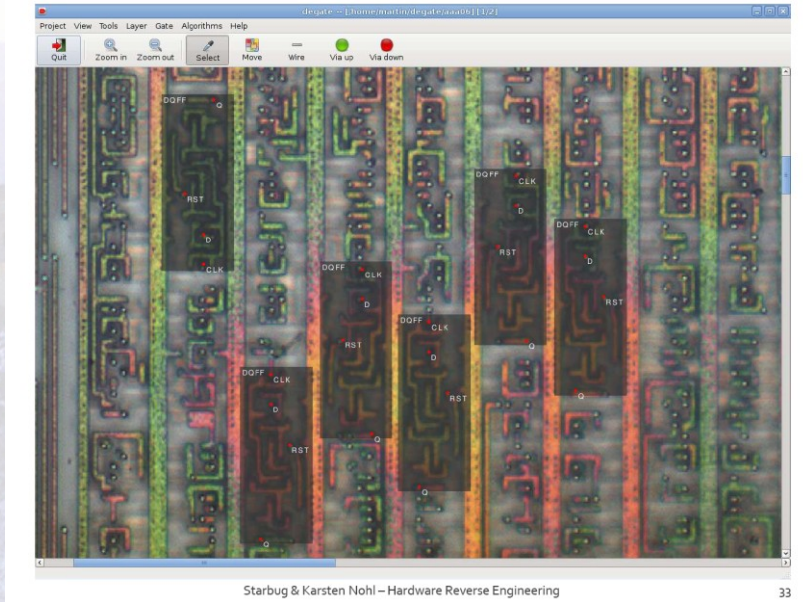 degate -- [/home/martin/degate/aaa06] [1/2]
Project View Tools Layer Gate Algorithms Help
Quit Zoom in Zoom out Select Move Wire Via up Via down
DQFF Q
RST
D
CLK
DQFF CLK
D
RST
Q
DQFF CLK
D
RST
Q
DQFF CLK
D
RST
Q
DQFF CLK
D
RST
Q
DQFF CLK
D
RST
Q
Starbug & Karsten Nohl – Hardware Reverse Engineering
33